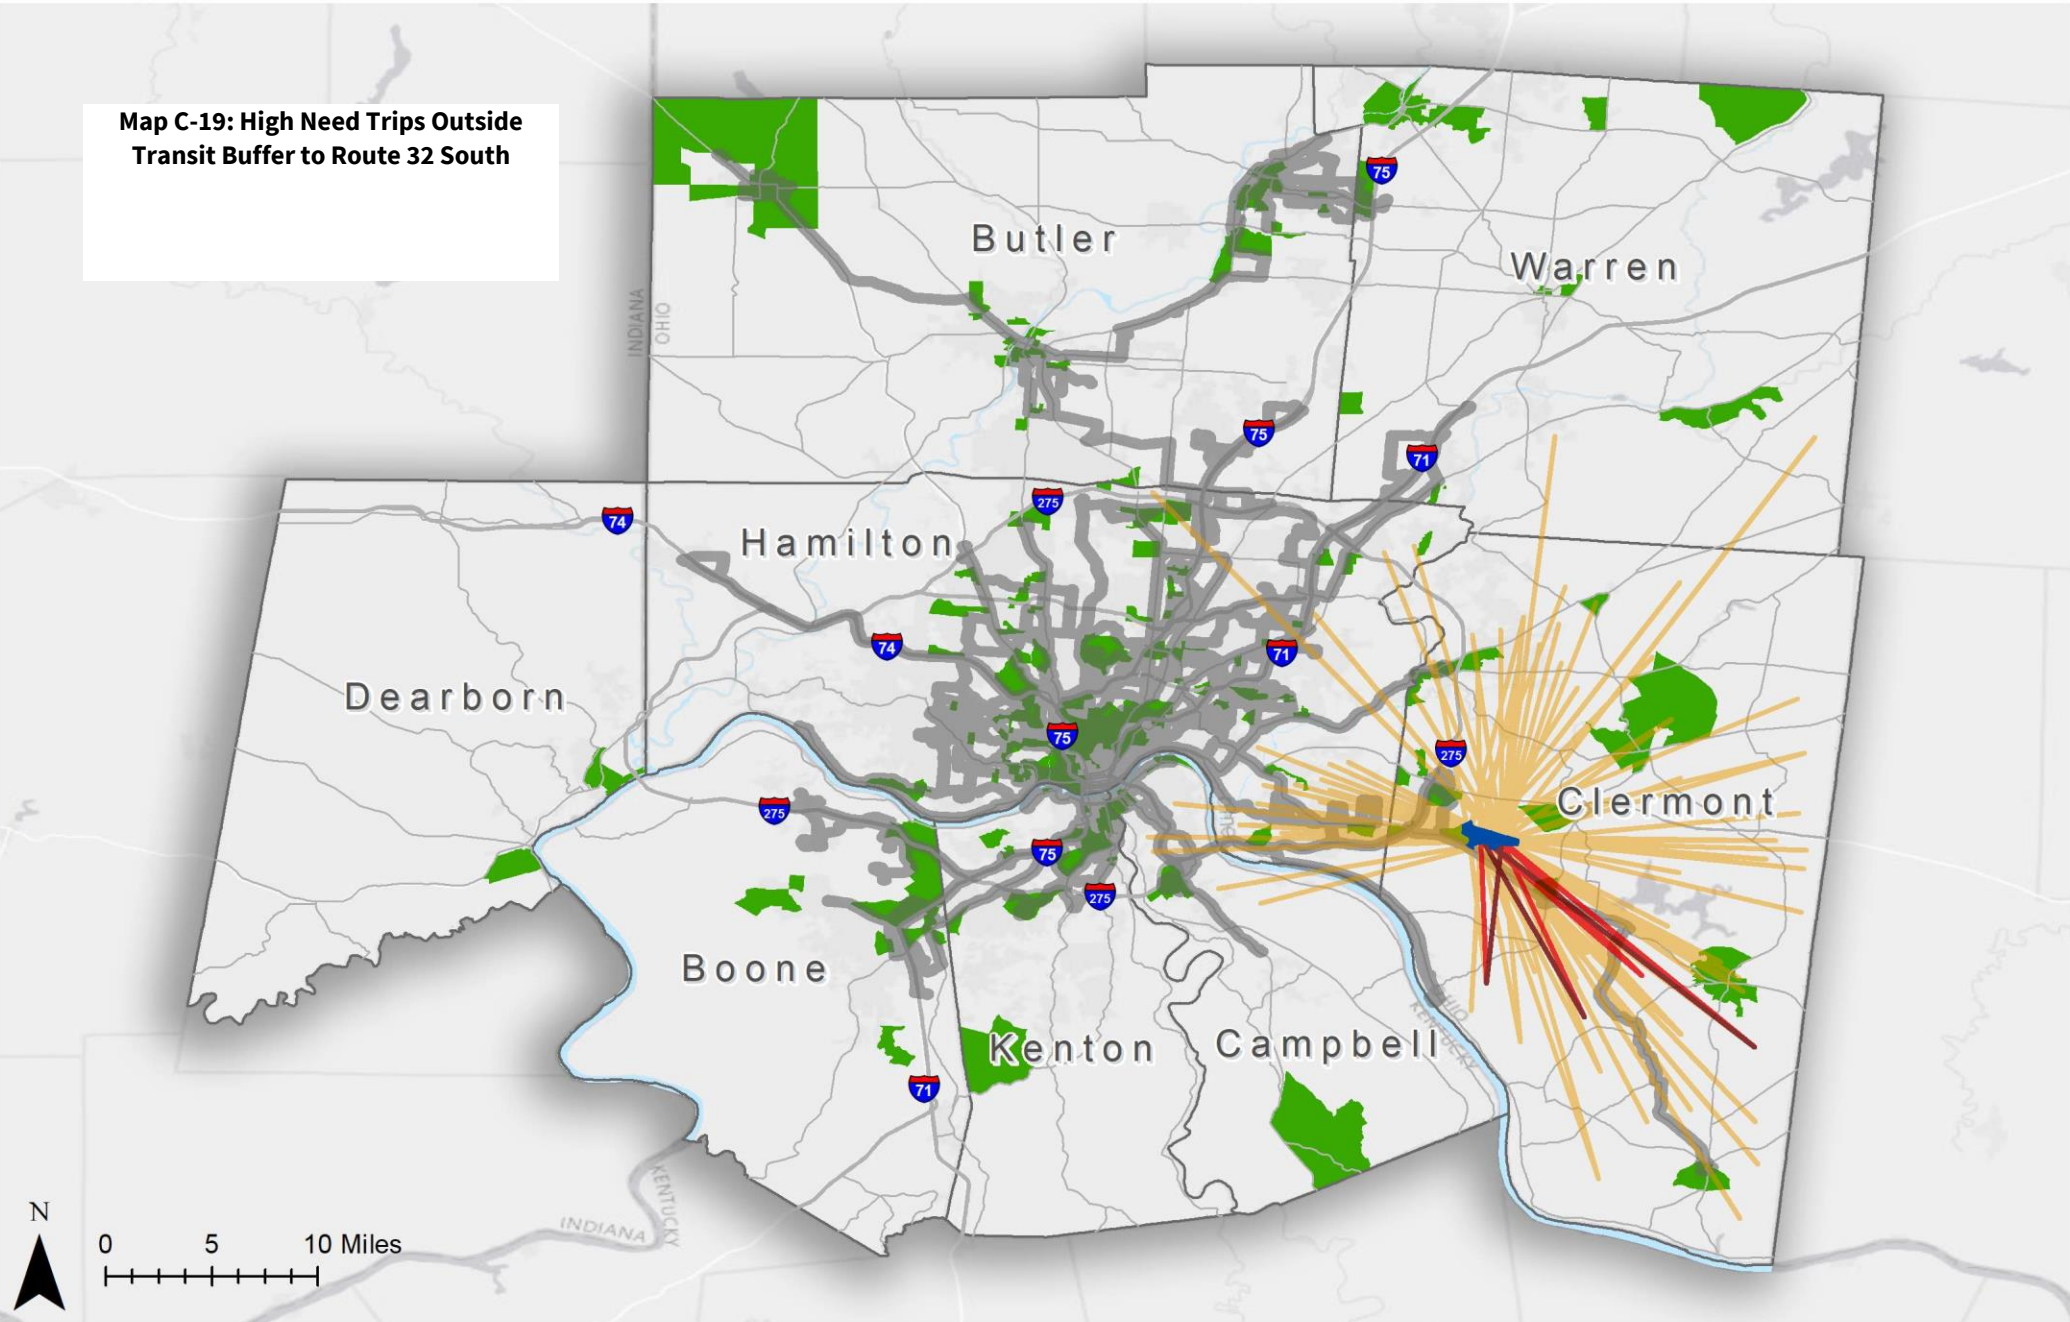 Map C-19: High Need Trips Outside
Transit Buffer to Route 32 South
75
Butler
Warren
INDIANA
OHIO
75
71
275
74
Hamilton
74
71
Dearborn
75
275
275
Clermont
75
275
Boone
OHIO
KENTUCKY
Kenton
Campbell
71
KENTUCKY
INDIANA
N
0 5 10 Miles